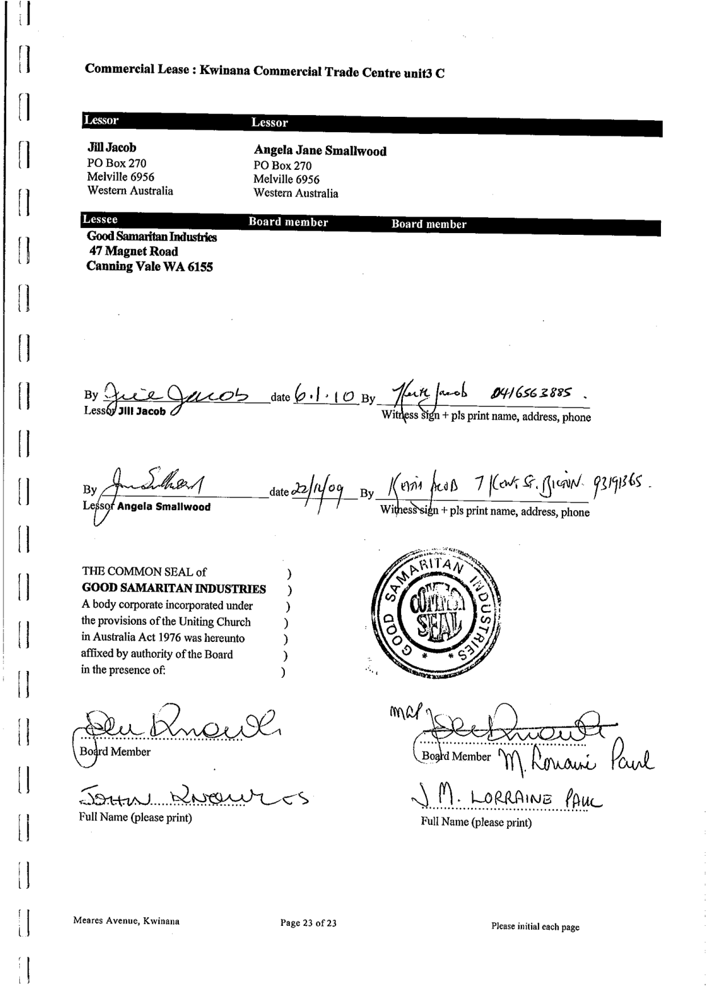 Commercial Lease : Kwinana Commercial Trade Centre unit3 C
Lessor Lessor
Jill Jacob Angela Jane Smallwood
PO Box 270 PO Box 270
Melville 6956 Melville 6956
Western Australia Western Australia
Lessee Board member Board member
Good Samaritan Industries
47 Magnet Road
Canning Vale WA 6155
By date 6.1.10 By Jacob 0416563885 .
Lessor Jill Jacob Witness sign + pls print name, address, phone
By date 22/12/09 By 7 Kent St. 93191365 .
Lessor Angela Smallwood Witness sign + pls print name, address, phone
THE COMMON SEAL of )
GOOD SAMARITAN INDUSTRIES )
A body corporate incorporated under )
the provisions of the Uniting Church )
in Australia Act 1976 was hereunto )
affixed by authority of the Board )
in the presence of: )
GOOD SAMARITAN INDUSTRIES * *
COMMON
SEAL
Board Member
Board Member M. Lorraine Paul
JOHN KNOWLES
Full Name (please print)
M. LORRAINE PAUL
Full Name (please print)
Meares Avenue, Kwinana Page 23 of 23 Please initial each page